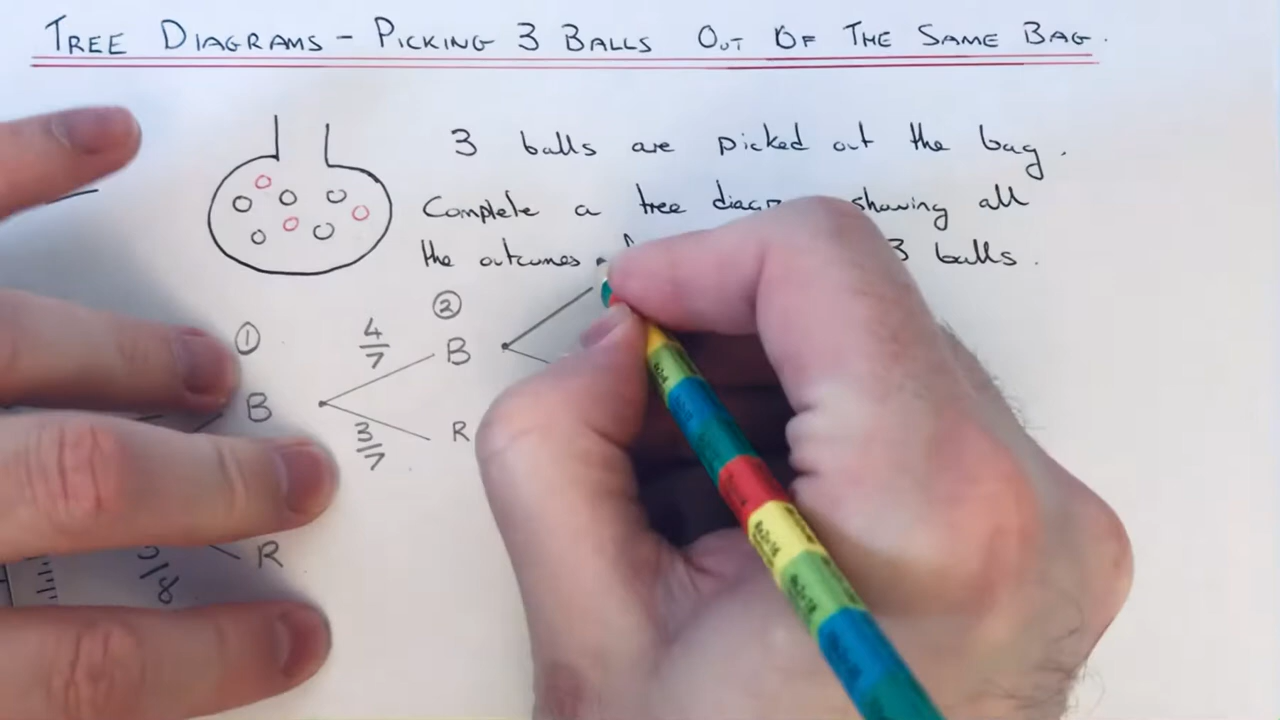 TREE DIAGRAMS - PICKING 3 BALLS OUT OF THE SAME BAG.
3 balls are picked out the bag.
Complete a tree showing all
the outcomes 3 balls.
①
②
4/7
B
B
3/7
R
R